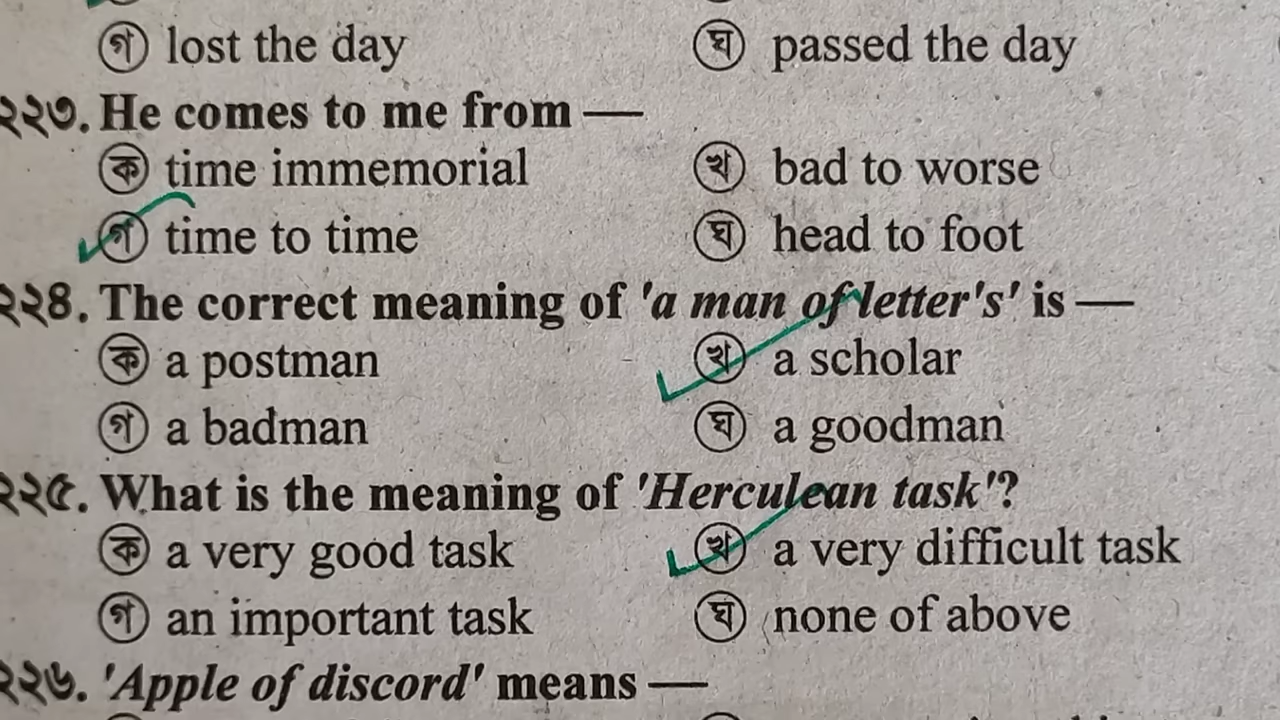 গ lost the day ঘ passed the day
২২৩. He comes to me from —
ক time immemorial খ bad to worse
গ time to time ঘ head to foot
২২৪. The correct meaning of 'a man of letter's' is —
ক a postman খ a scholar
গ a badman ঘ a goodman
২২৫. What is the meaning of 'Herculean task'?
ক a very good task খ a very difficult task
গ an important task ঘ none of above
২২৬. 'Apple of discord' means —